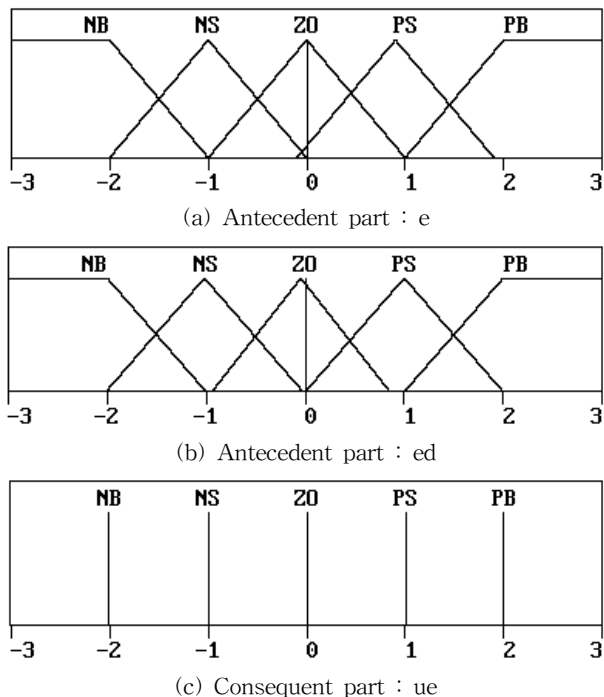 NB NS ZO PS PB
-3 -2 -1 0 1 2 3
(a) Antecedent part : e
NB NS ZO PS PB
-3 -2 -1 0 1 2 3
(b) Antecedent part : ed
NB NS ZO PS PB
-3 -2 -1 0 1 2 3
(c) Consequent part : ue